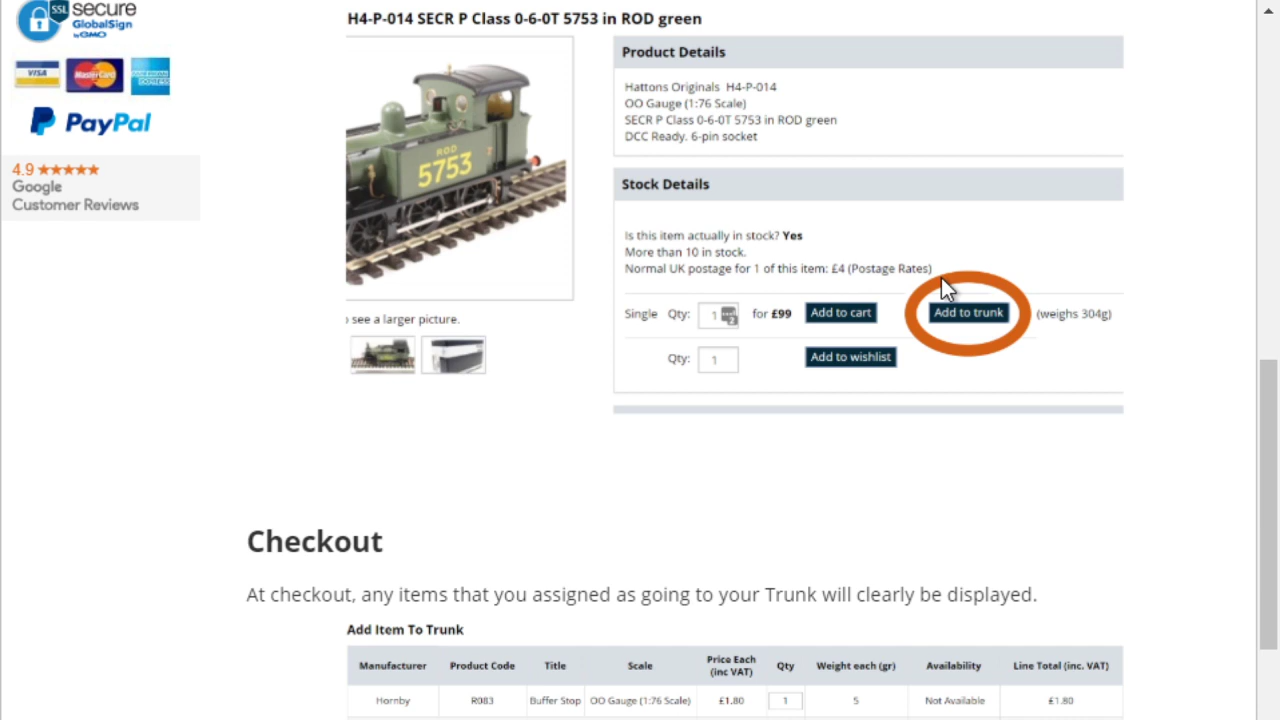 SSL
secure
GlobalSign
by GMO
VISA
MasterCard
AMERICAN EXPRESS
PayPal
4.9 ★★★★★
Google
Customer Reviews
H4-P-014 SECR P Class 0-6-0T 5753 in ROD green
ROD
5753
see a larger picture.
Product Details
Hattons Originals H4-P-014
OO Gauge (1:76 Scale)
SECR P Class 0-6-0T 5753 in ROD green
DCC Ready. 6-pin socket
Stock Details
Is this item actually in stock? Yes
More than 10 in stock.
Normal UK postage for 1 of this item: £4 (Postage Rates)
Single Qty: 1 for £99 Add to cart Add to trunk (weighs 304g)
Qty: 1 Add to wishlist
Checkout
At checkout, any items that you assigned as going to your Trunk will clearly be displayed.
Add Item To Trunk
Manufacturer Product Code Title Scale Price Each (inc VAT) Qty Weight each (gr) Availability Line Total (inc. VAT)
Hornby R083 Buffer Stop OO Gauge (1:76 Scale) £1.80 1 5 Not Available £1.80